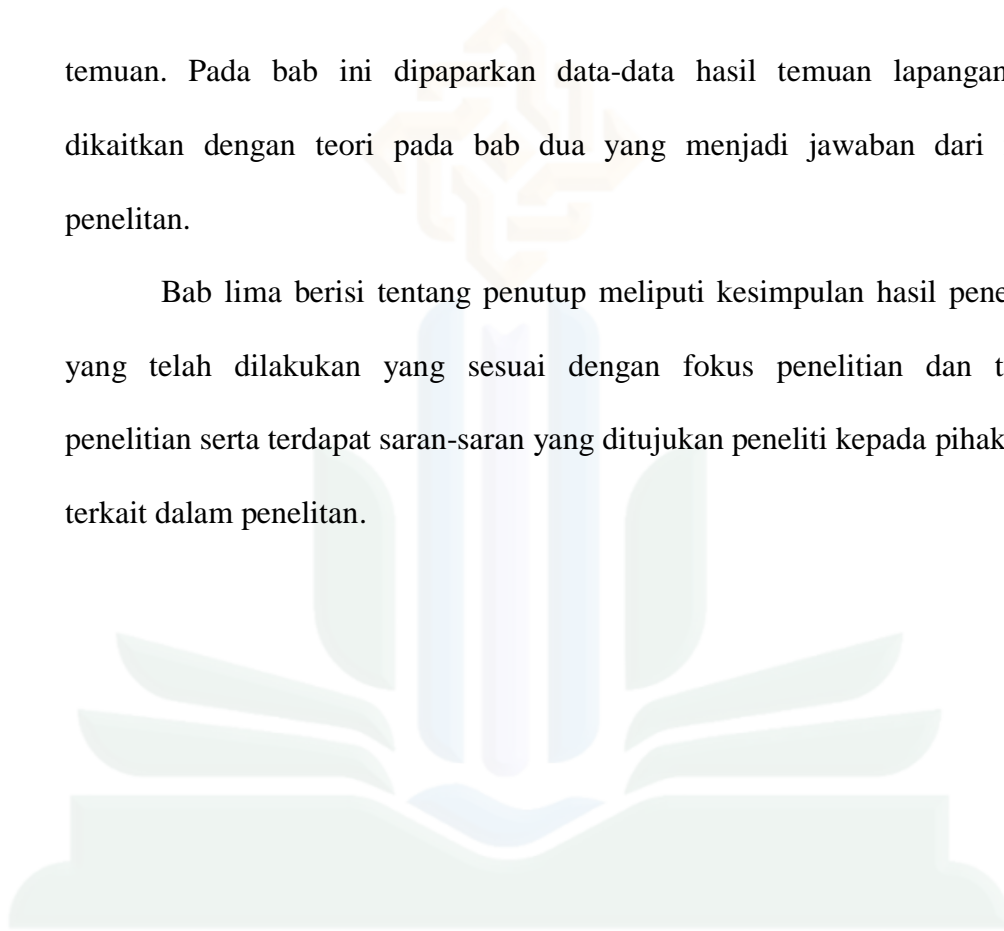 temuan. Pada bab ini dipaparkan data-data hasil temuan lapangan
dikaitkan dengan teori pada bab dua yang menjadi jawaban dari
penelitan.
Bab lima berisi tentang penutup meliputi kesimpulan hasil pene
yang telah dilakukan yang sesuai dengan fokus penelitian dan t
penelitian serta terdapat saran-saran yang ditujukan peneliti kepada pihak
terkait dalam penelitan.